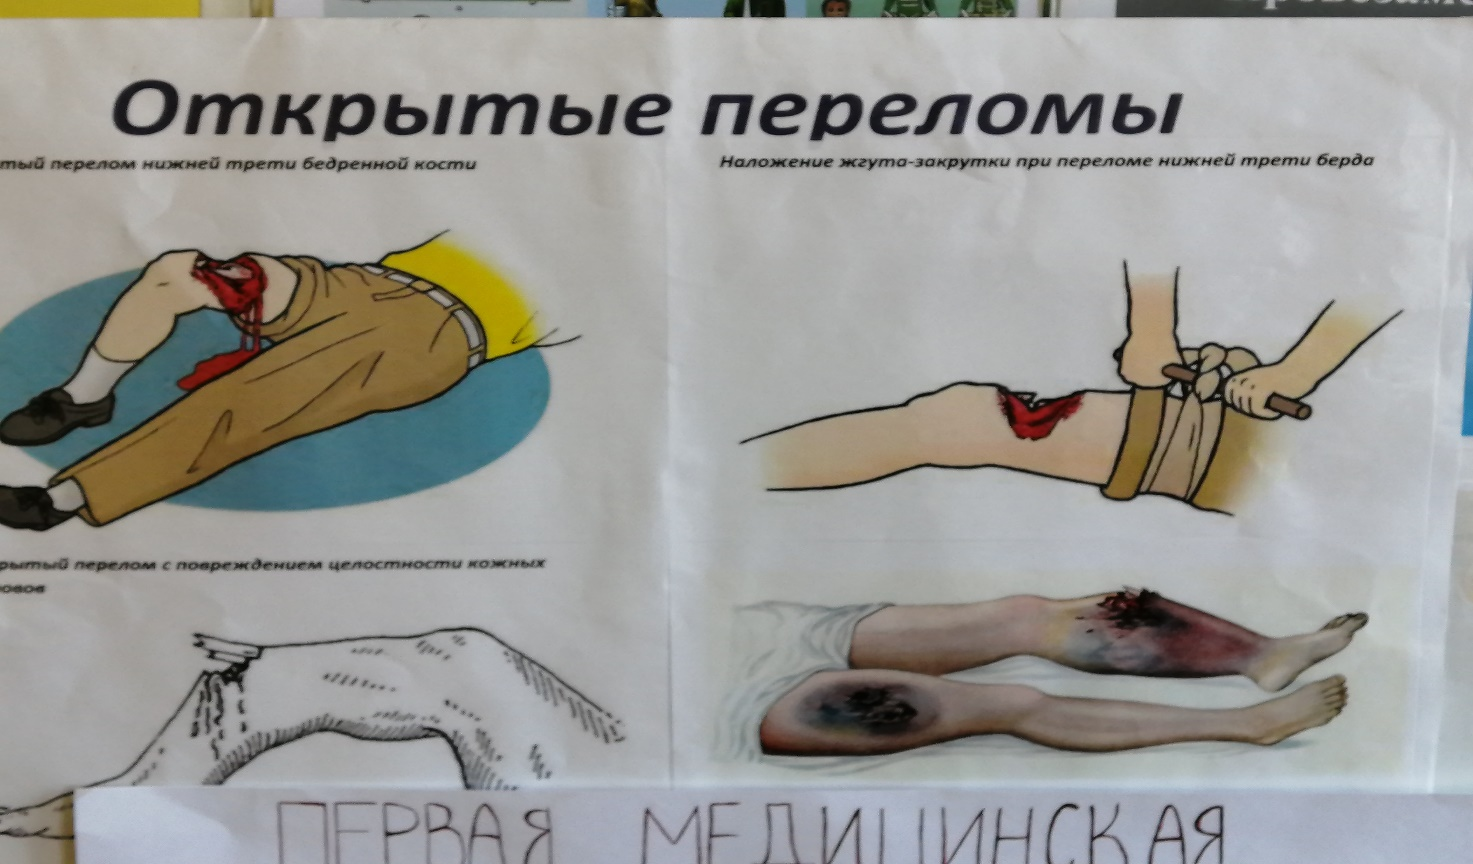 Открытые переломы
тый перелом нижней трети бедренной кости
Наложение жгута-закрутки при переломе нижней трети берда
рытый перелом с повреждением целостности кожных
овов
ПЕРВАЯ МЕДИЦИНСКАЯ